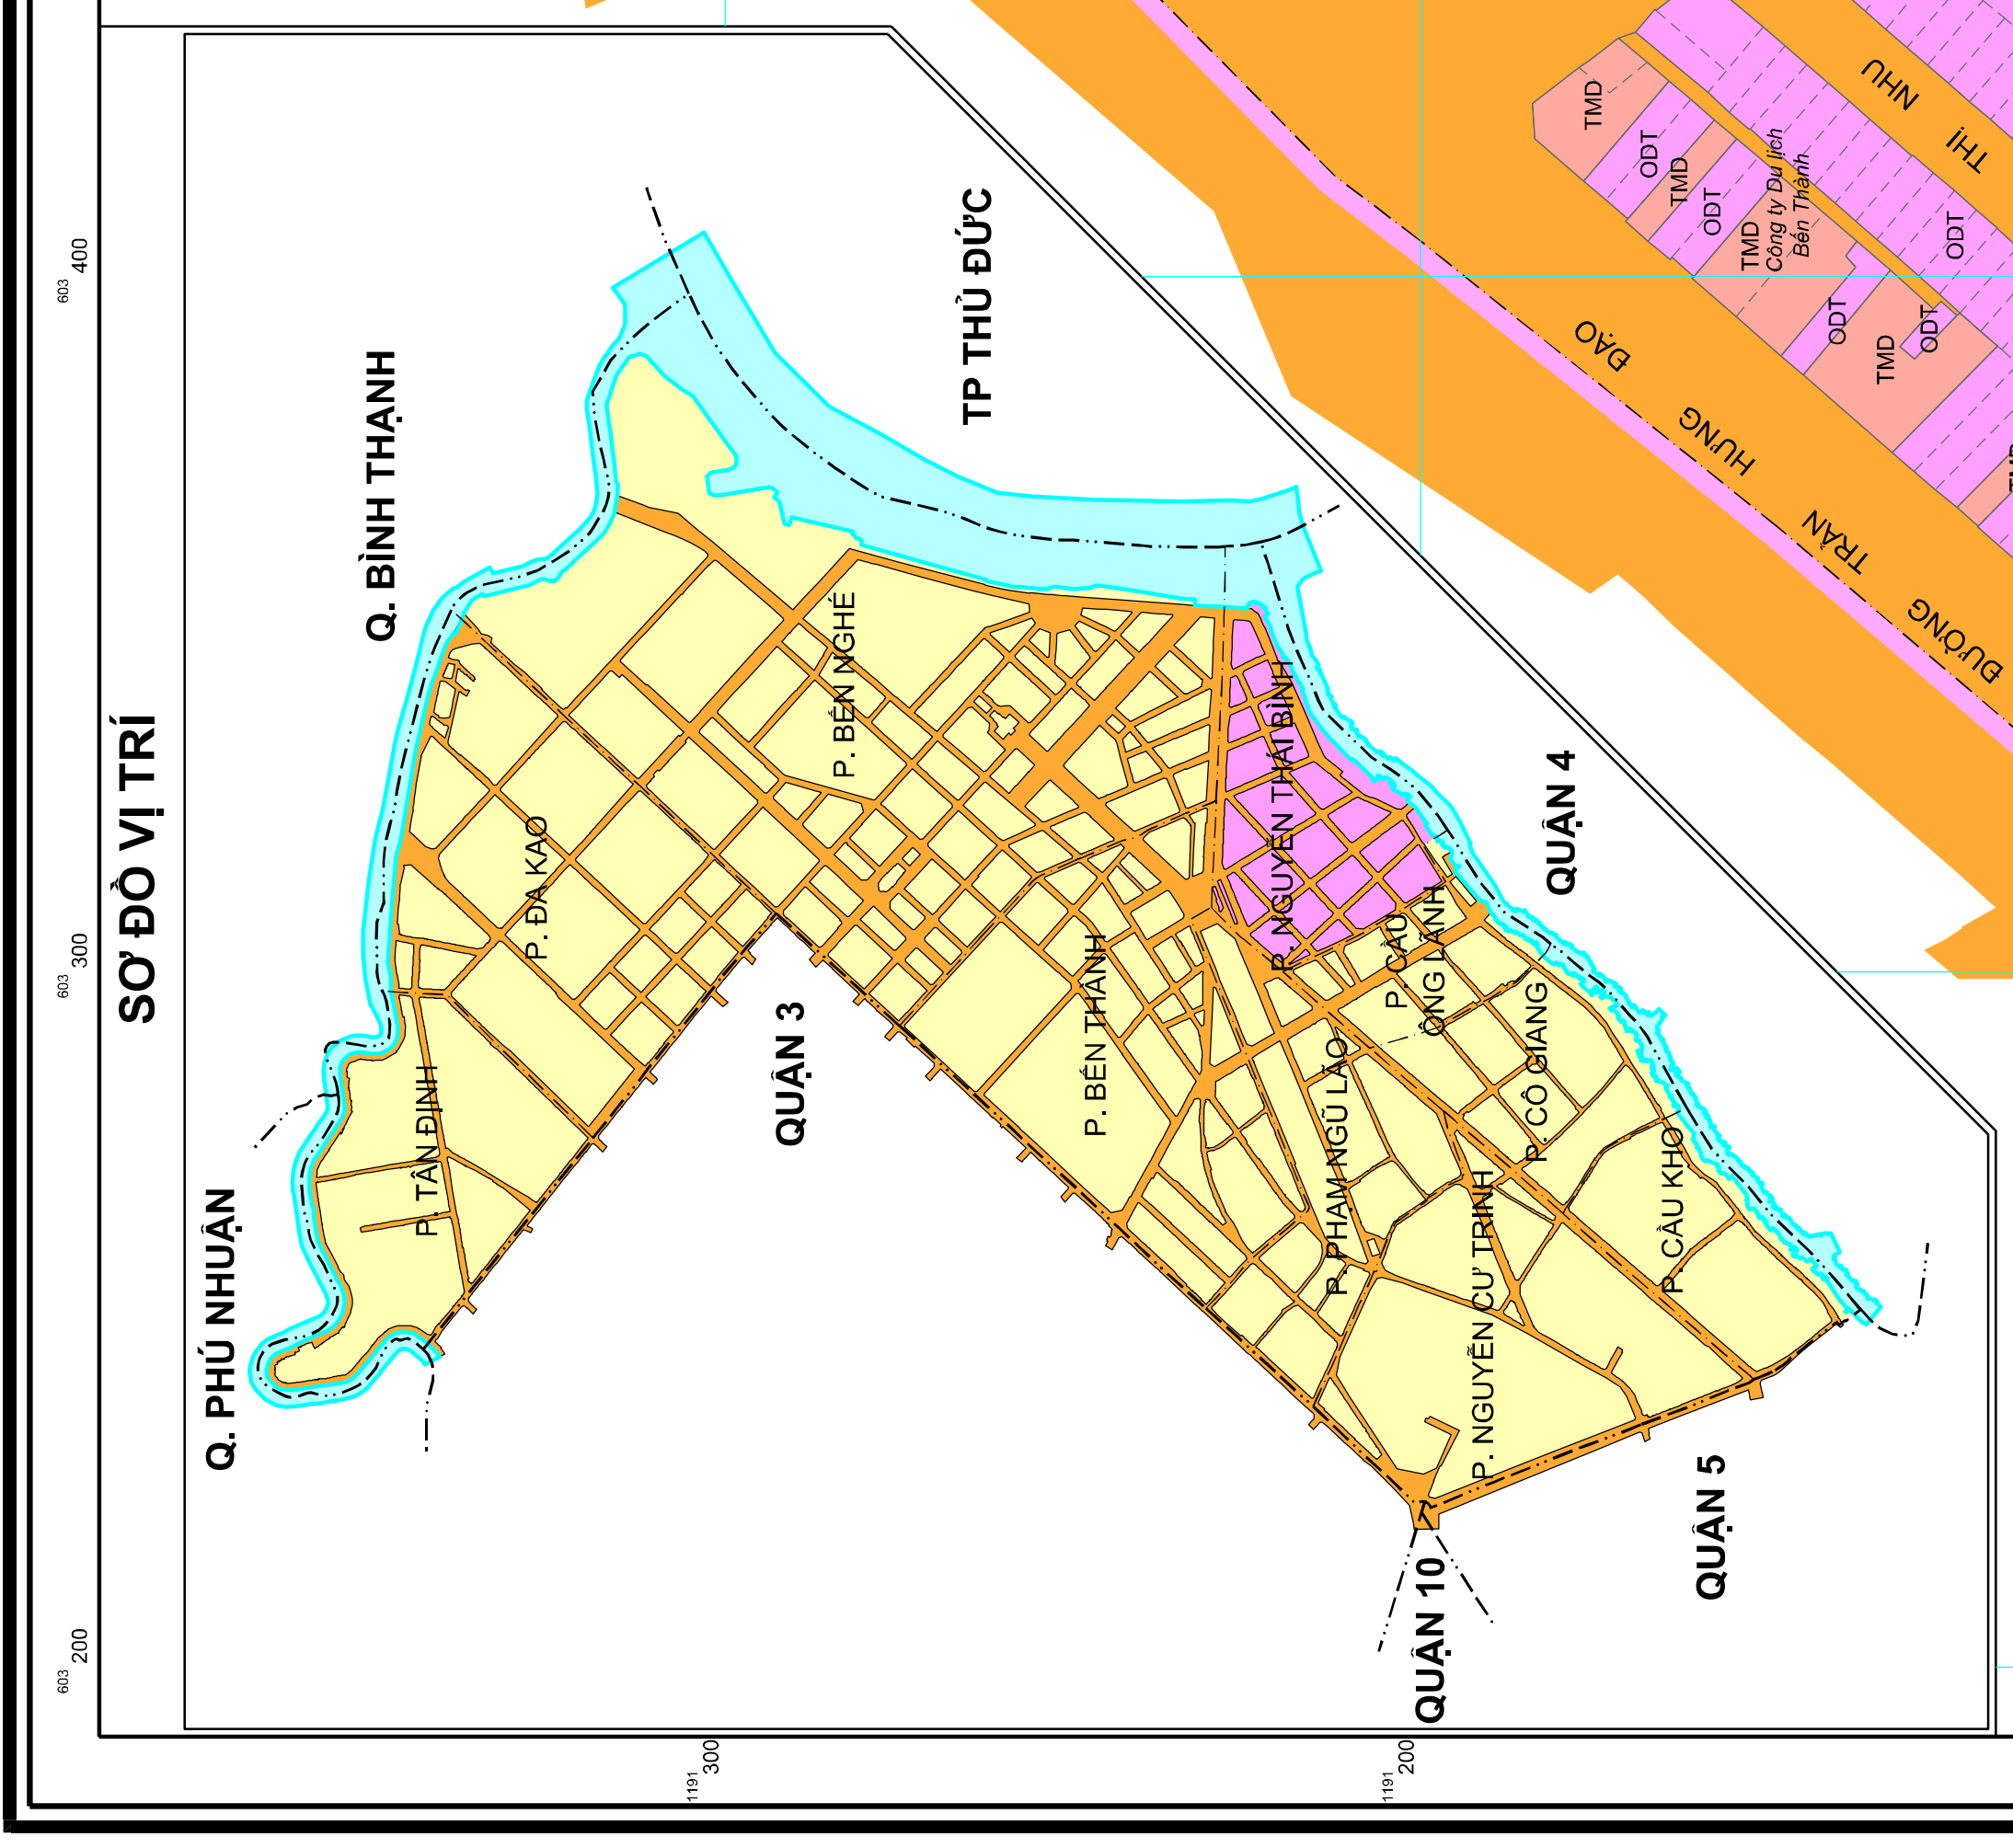 SƠ ĐỒ VỊ TRÍ
603 400
603 300
603 200
1191 300
1191 200
Q. PHÚ NHUẬN
Q. BÌNH THẠNH
TP THỦ ĐỨC
QUẬN 3
QUẬN 4
QUẬN 10
QUẬN 5
P. TÂN ĐỊNH
P. ĐA KAO
P. BẾN NGHÉ
P. BẾN THÀNH
P. NGUYỄN THÁI BÌNH
P. PHẠM NGŨ LÃO
P. CẦU
ÔNG LÃNH
P. CÔ GIANG
P. NGUYỄN CƯ TRINH
P. CẦU KHO
ĐƯỜNG TRẦN HƯNG ĐẠO
THỊ NHU
TMD
ODT
TMD
ODT
TMD
Công ty Du lịch
Bến Thành
ODT
TMD
ODT
ODT